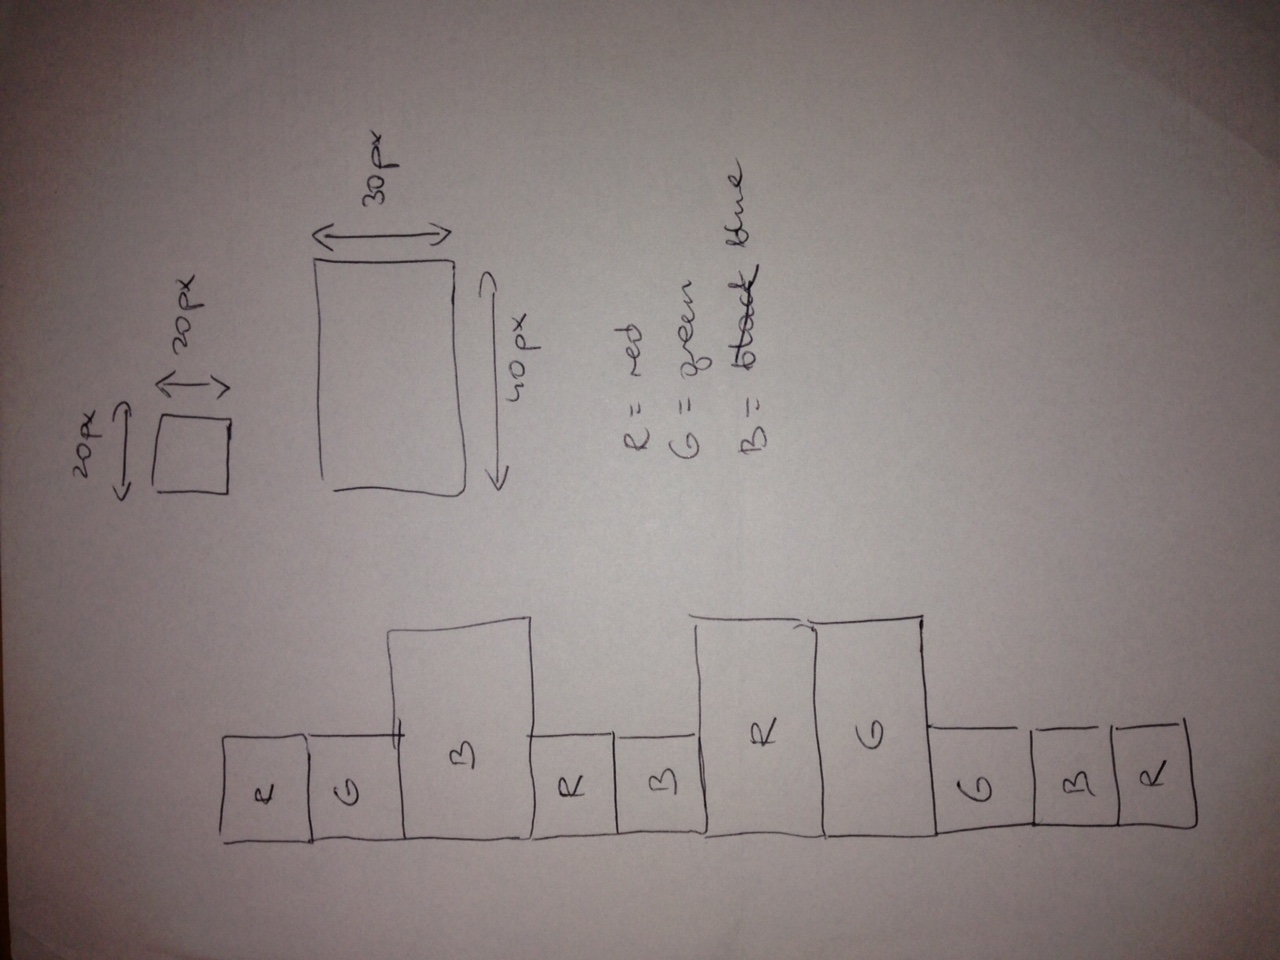 20px
20px
R
G
30px
B
40px
R
R = red
B
G = green
B = black blue
R
G
G
B
R